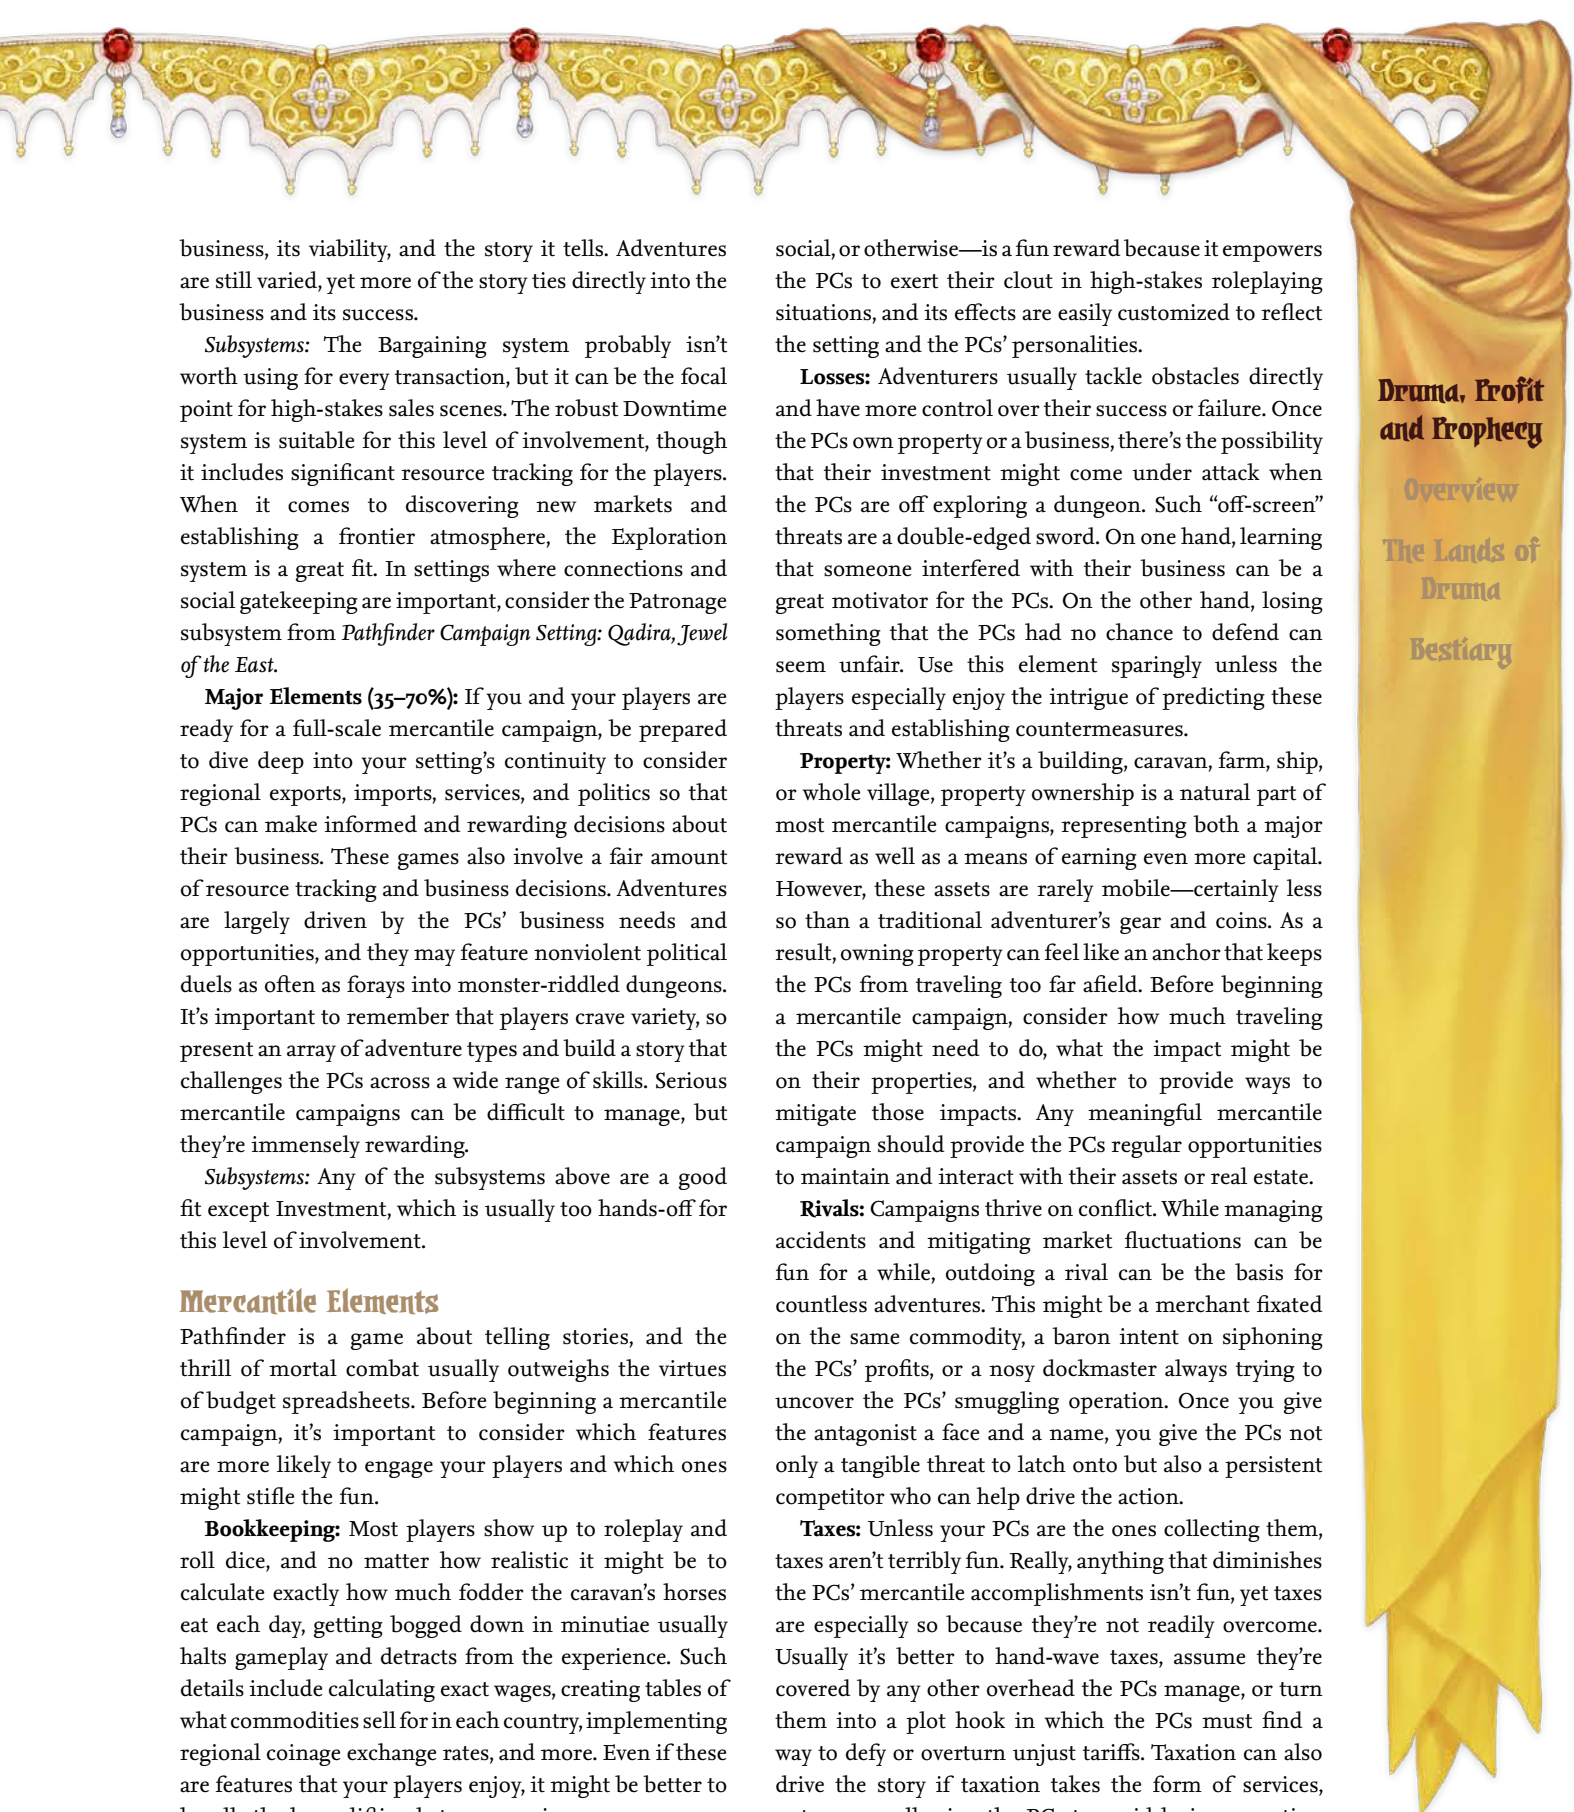 business, its viability, and the story it tells. Adventures
are still varied, yet more of the story ties directly into the
business and its success.
Subsystems: The Bargaining system probably isn't
worth using for every transaction, but it can be the focal
point for high-stakes sales scenes. The robust Downtime
system is suitable for this level of involvement, though
it includes significant resource tracking for the players.
When it comes to discovering new markets and
establishing a frontier atmosphere, the Exploration
system is a great fit. In settings where connections and
social gatekeeping are important, consider the Patronage
subsystem from Pathfinder Campaign Setting: Qadira, Jewel
of the East.
Major Elements (35–70%): If you and your players are
ready for a full-scale mercantile campaign, be prepared
to dive deep into your setting's continuity to consider
regional exports, imports, services, and politics so that
PCs can make informed and rewarding decisions about
their business. These games also involve a fair amount
of resource tracking and business decisions. Adventures
are largely driven by the PCs' business needs and
opportunities, and they may feature nonviolent political
duels as often as forays into monster-riddled dungeons.
It's important to remember that players crave variety, so
present an array of adventure types and build a story that
challenges the PCs across a wide range of skills. Serious
mercantile campaigns can be difficult to manage, but
they're immensely rewarding.
Subsystems: Any of the subsystems above are a good
fit except Investment, which is usually too hands-off for
this level of involvement.
Mercantile Elements
Pathfinder is a game about telling stories, and the
thrill of mortal combat usually outweighs the virtues
of budget spreadsheets. Before beginning a mercantile
campaign, it's important to consider which features
are more likely to engage your players and which ones
might stifle the fun.
Bookkeeping: Most players show up to roleplay and
roll dice, and no matter how realistic it might be to
calculate exactly how much fodder the caravan's horses
eat each day, getting bogged down in minutiae usually
halts gameplay and detracts from the experience. Such
details include calculating exact wages, creating tables of
what commodities sell for in each country, implementing
regional coinage exchange rates, and more. Even if these
are features that your players enjoy, it might be better to
social, or otherwise—is a fun reward because it empowers
the PCs to exert their clout in high-stakes roleplaying
situations, and its effects are easily customized to reflect
the setting and the PCs' personalities.
Losses: Adventurers usually tackle obstacles directly
and have more control over their success or failure. Once
the PCs own property or a business, there's the possibility
that their investment might come under attack when
the PCs are off exploring a dungeon. Such “off-screen”
threats are a double-edged sword. On one hand, learning
that someone interfered with their business can be a
great motivator for the PCs. On the other hand, losing
something that the PCs had no chance to defend can
seem unfair. Use this element sparingly unless the
players especially enjoy the intrigue of predicting these
threats and establishing countermeasures.
Property: Whether it's a building, caravan, farm, ship,
or whole village, property ownership is a natural part of
most mercantile campaigns, representing both a major
reward as well as a means of earning even more capital.
However, these assets are rarely mobile—certainly less
so than a traditional adventurer's gear and coins. As a
result, owning property can feel like an anchor that keeps
the PCs from traveling too far afield. Before beginning
a mercantile campaign, consider how much traveling
the PCs might need to do, what the impact might be
on their properties, and whether to provide ways to
mitigate those impacts. Any meaningful mercantile
campaign should provide the PCs regular opportunities
to maintain and interact with their assets or real estate.
Rivals: Campaigns thrive on conflict. While managing
accidents and mitigating market fluctuations can be
fun for a while, outdoing a rival can be the basis for
countless adventures. This might be a merchant fixated
on the same commodity, a baron intent on siphoning
the PCs' profits, or a nosy dockmaster always trying to
uncover the PCs' smuggling operation. Once you give
the antagonist a face and a name, you give the PCs not
only a tangible threat to latch onto but also a persistent
competitor who can help drive the action.
Taxes: Unless your PCs are the ones collecting them,
taxes aren't terribly fun. Really, anything that diminishes
the PCs' mercantile accomplishments isn't fun, yet taxes
are especially so because they're not readily overcome.
Usually it's better to hand-wave taxes, assume they're
covered by any other overhead the PCs manage, or turn
them into a plot hook in which the PCs must find a
way to defy or overturn unjust tariffs. Taxation can also
drive the story if taxation takes the form of services,
Druma, Profit
and Prophecy
Overview
The Lands of
Druma
Bestiary